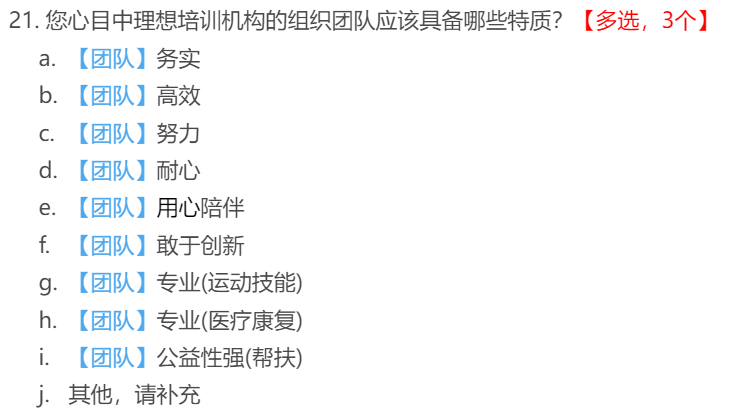 21. 您心目中理想培训机构的组织团队应该具备哪些特质？【多选，3个】
a. 【团队】务实
b. 【团队】高效
c. 【团队】努力
d. 【团队】耐心
e. 【团队】用心陪伴
f. 【团队】敢于创新
g. 【团队】专业(运动技能)
h. 【团队】专业(医疗康复)
i. 【团队】公益性强(帮扶)
j. 其他，请补充